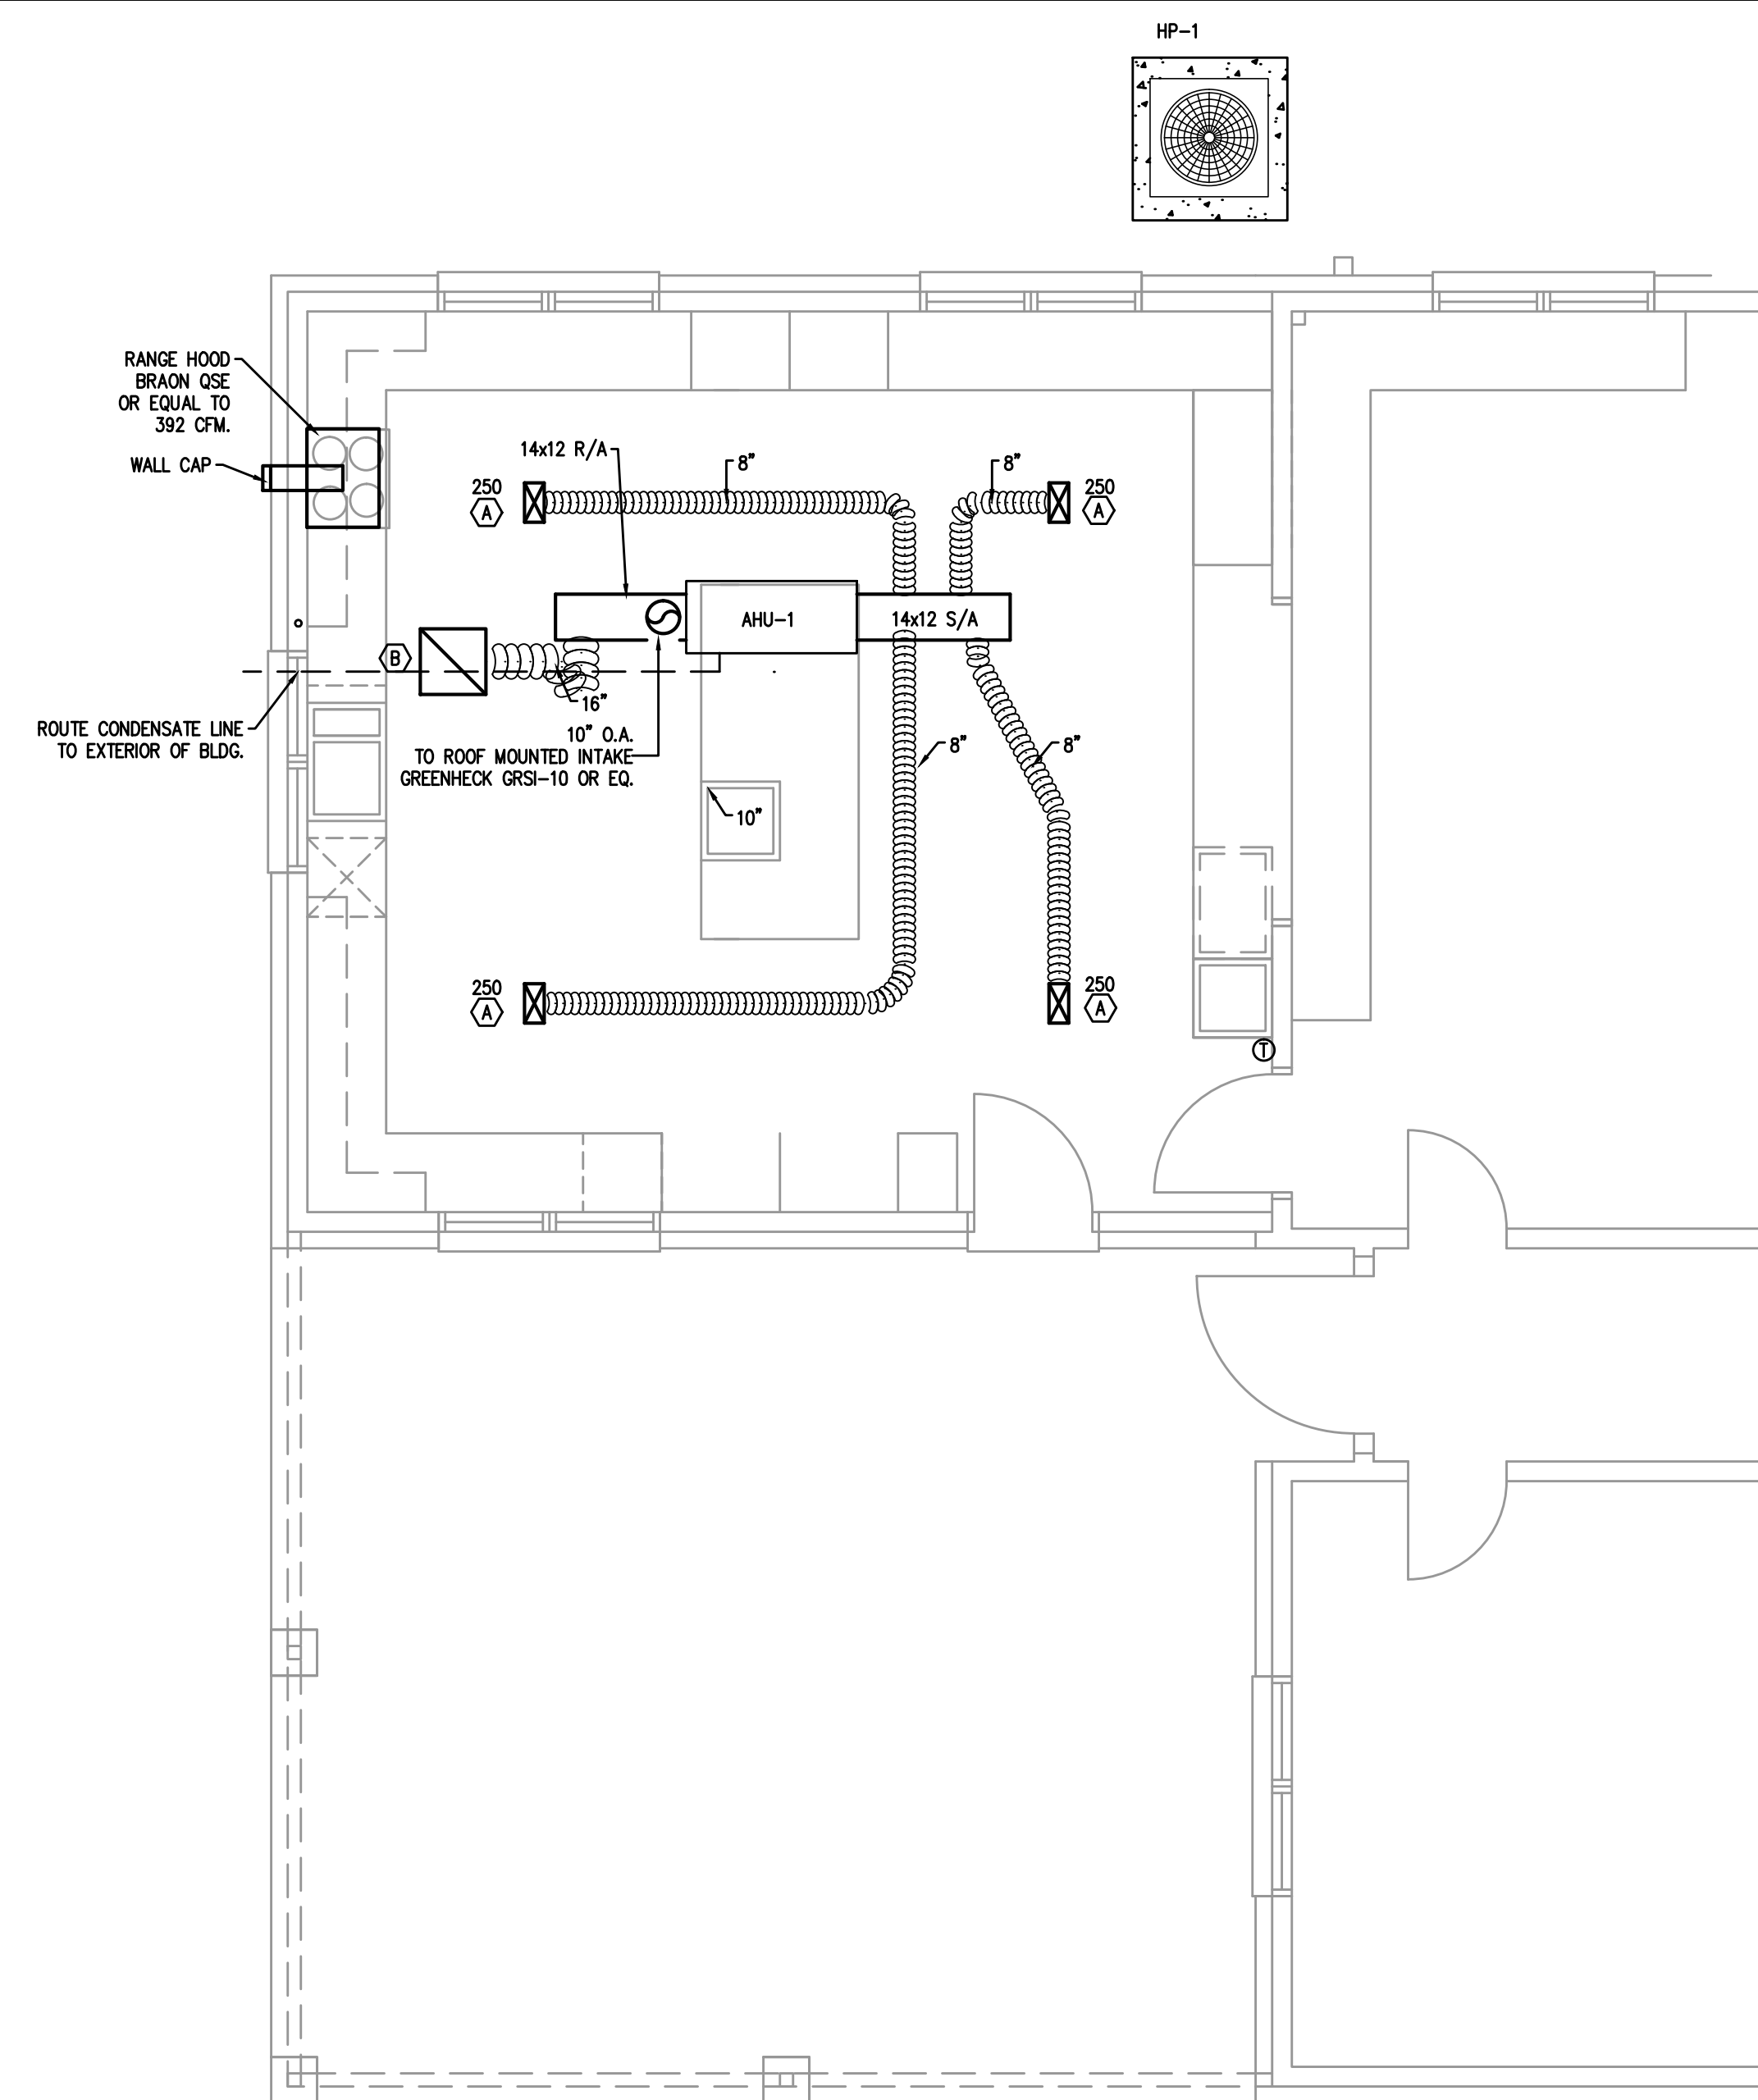 HP-1
RANGE HOOD
BRAON QSE
OR EQUAL TO
392 CFM.
WALL CAP
14x12 R/A
8"
8"
250
A
250
A
AHU-1
14x12 S/A
B
16"
ROUTE CONDENSATE LINE
TO EXTERIOR OF BLDG.
10" O.A.
TO ROOF MOUNTED INTAKE
GREENHECK GRSI-10 OR EQ.
8"
8"
10"
250
A
250
A
T